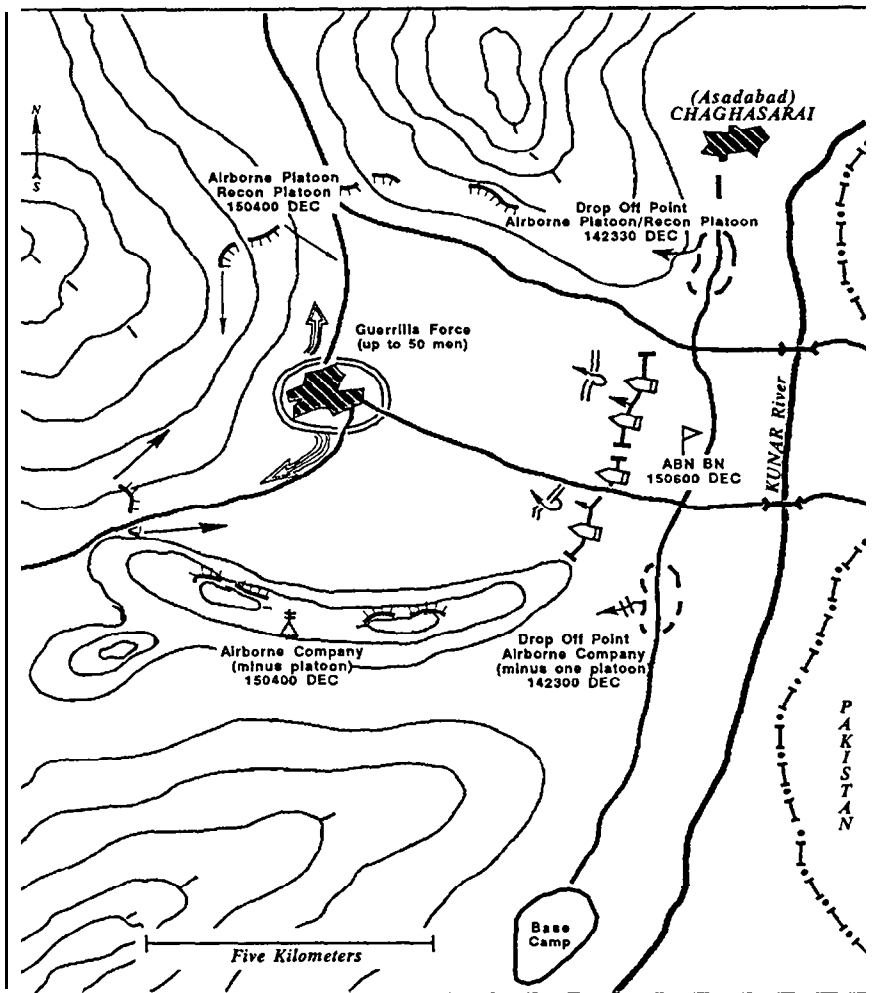 (Asadabad)
CHAGHASARAI
N
S
Airborne Platoon
Recon Platoon
150400 DEC
Drop Off Point
Airborne Platoon/Recon Platoon
142330 DEC
Guerrilla Force
(up to 50 men)
KUNAR River
ABN BN
150600 DEC
Airborne Company
(minus platoon)
150400 DEC
Drop Off Point
Airborne Company
(minus one platoon)
142300 DEC
PAKISTAN
Base
Camp
Five Kilometers